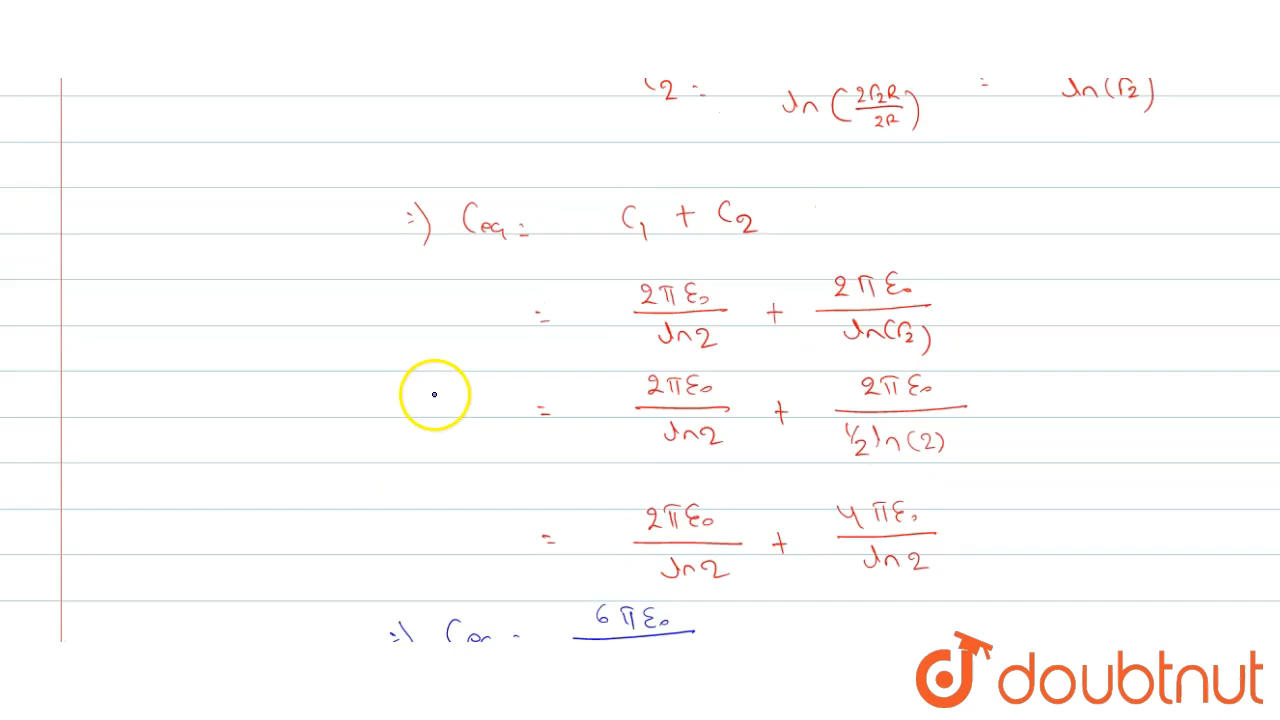 2 = ln (2√2R / 2R) = ln(√2)
=) Ceq = C₁ + C₂
= 2πε₀ / ln2 + 2πε₀ / ln(√2)
= 2πε₀ / ln2 + 2πε₀ / ½ ln(2)
= 2πε₀ / ln2 + 4πε₀ / ln2
=) Ceq = 6πε₀
doubtnut